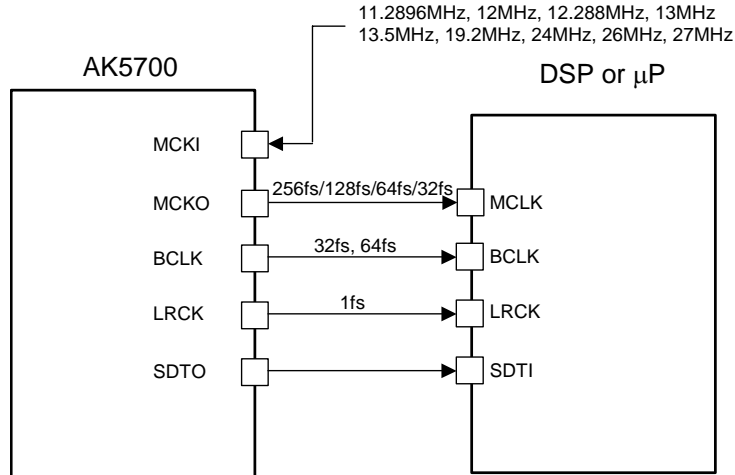 11.2896MHz, 12MHz, 12.288MHz, 13MHz
13.5MHz, 19.2MHz, 24MHz, 26MHz, 27MHz
AK5700
DSP or μP
MCKI
MCKO
256fs/128fs/64fs/32fs
MCLK
BCLK
32fs, 64fs
BCLK
LRCK
1fs
LRCK
SDTO
SDTI